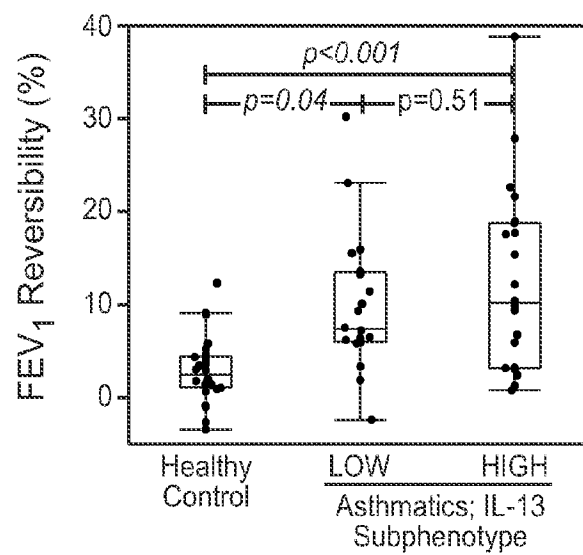 FEV1 Reversibility (%)
40
30
20
10
0
p<0.001
p=0.04
p=0.51
Healthy
Control
LOW
HIGH
Asthmatics; IL-13
Subphenotype